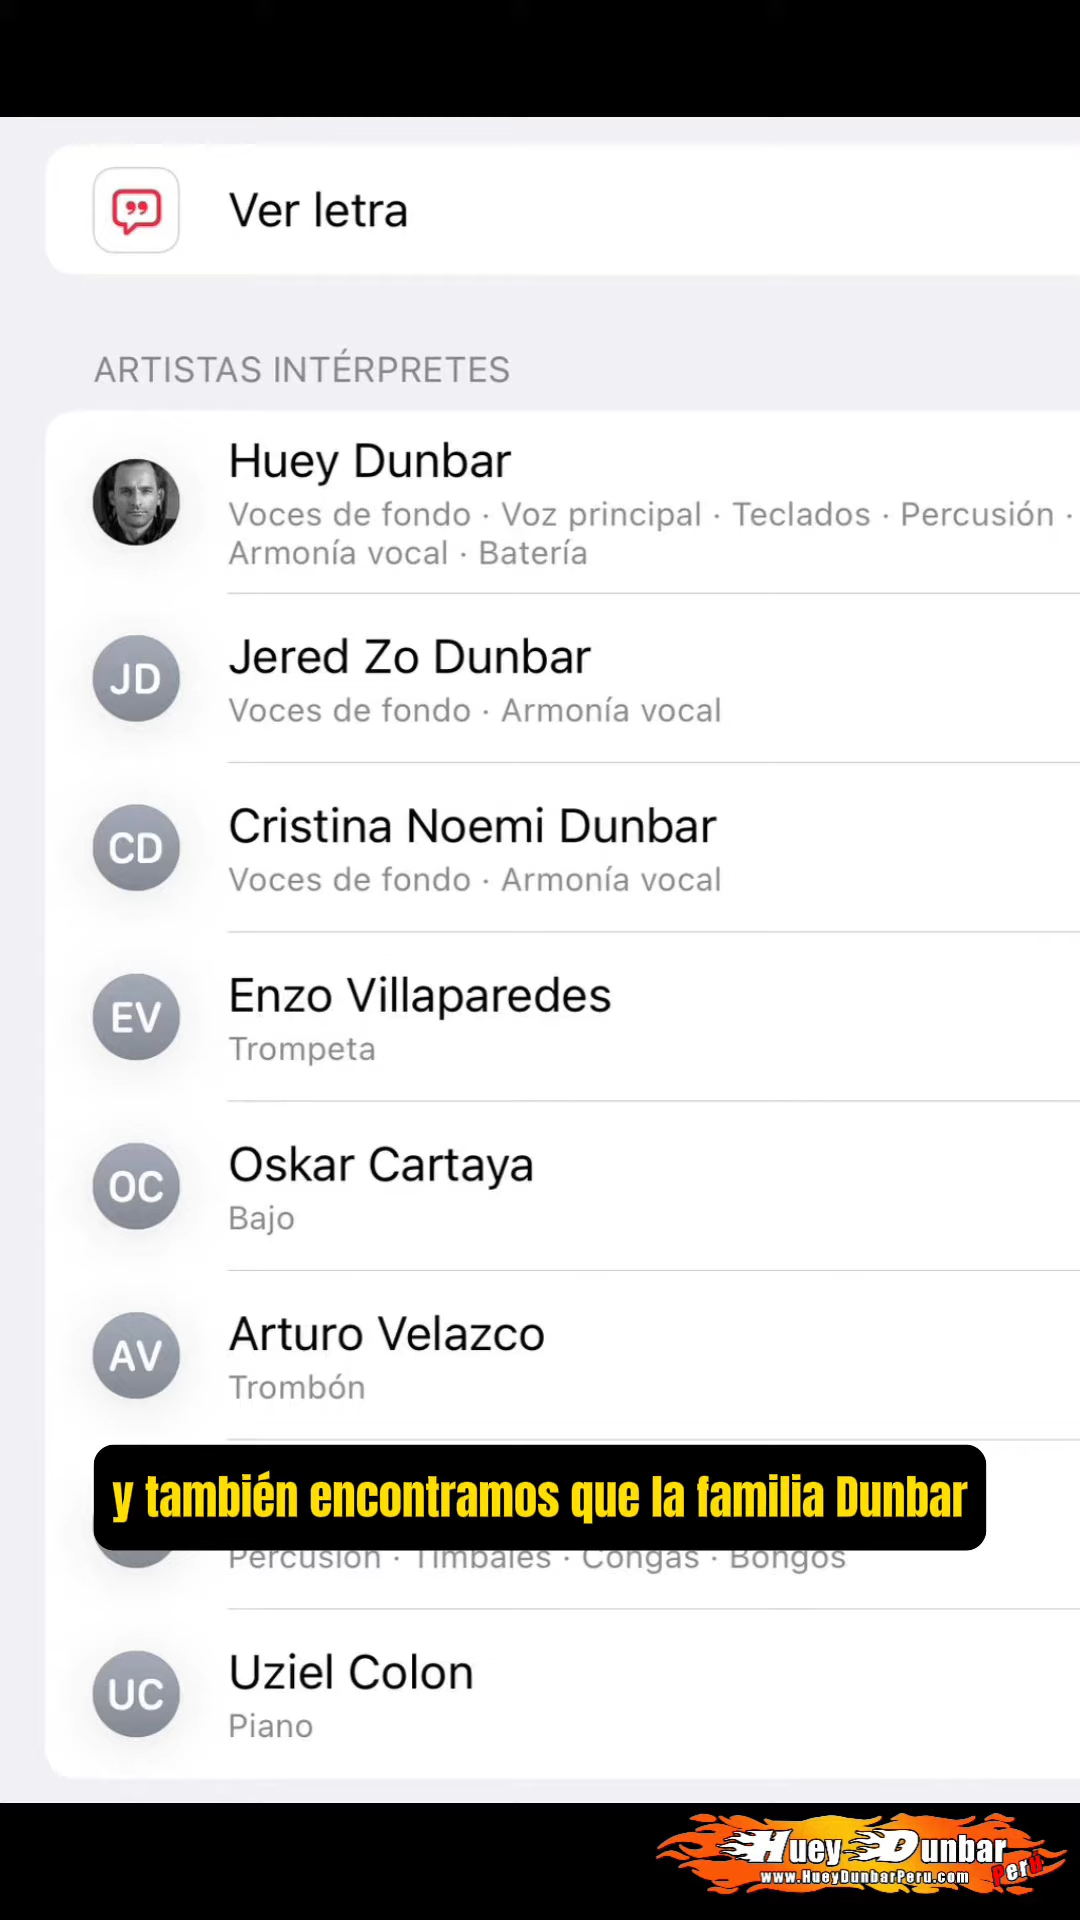 Ver letra
ARTISTAS INTÉRPRETES
Huey Dunbar
Voces de fondo · Voz principal · Teclados · Percusión ·
Armonía vocal · Batería
JD
Jered Zo Dunbar
Voces de fondo · Armonía vocal
CD
Cristina Noemi Dunbar
Voces de fondo · Armonía vocal
EV
Enzo Villaparedes
Trompeta
OC
Oskar Cartaya
Bajo
AV
Arturo Velazco
Trombón
y también encontramos que la familia Dunbar
Percusión · Timbales · Congas · Bongos
UC
Uziel Colon
Piano
Huey Dunbar
Perú
www.HueyDunbarPeru.com